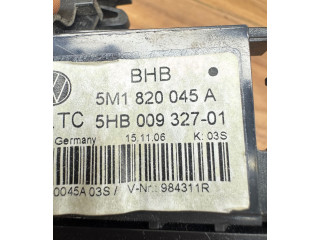 BHB
5M1 820 045 A
TC 5HB 009 327-01
Germany 15.11.06 K: 03S
0045A 03S / V-Nr.: 984311R